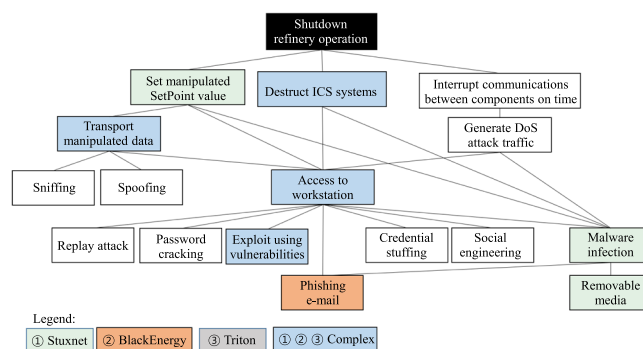 Shutdown
refinery operation
Set manipulated
SetPoint value
Destruct ICS systems
Interrupt communications
between components on time
Transport
manipulated data
Generate DoS
attack traffic
Sniffing
Spoofing
Access to
workstation
Replay attack
Password
cracking
Exploit using
vulnerabilities
Credential
stuffing
Social
engineering
Malware
infection
Phishing
e-mail
Removable
media
Legend:
① Stuxnet
② BlackEnergy
③ Triton
① ② ③ Complex